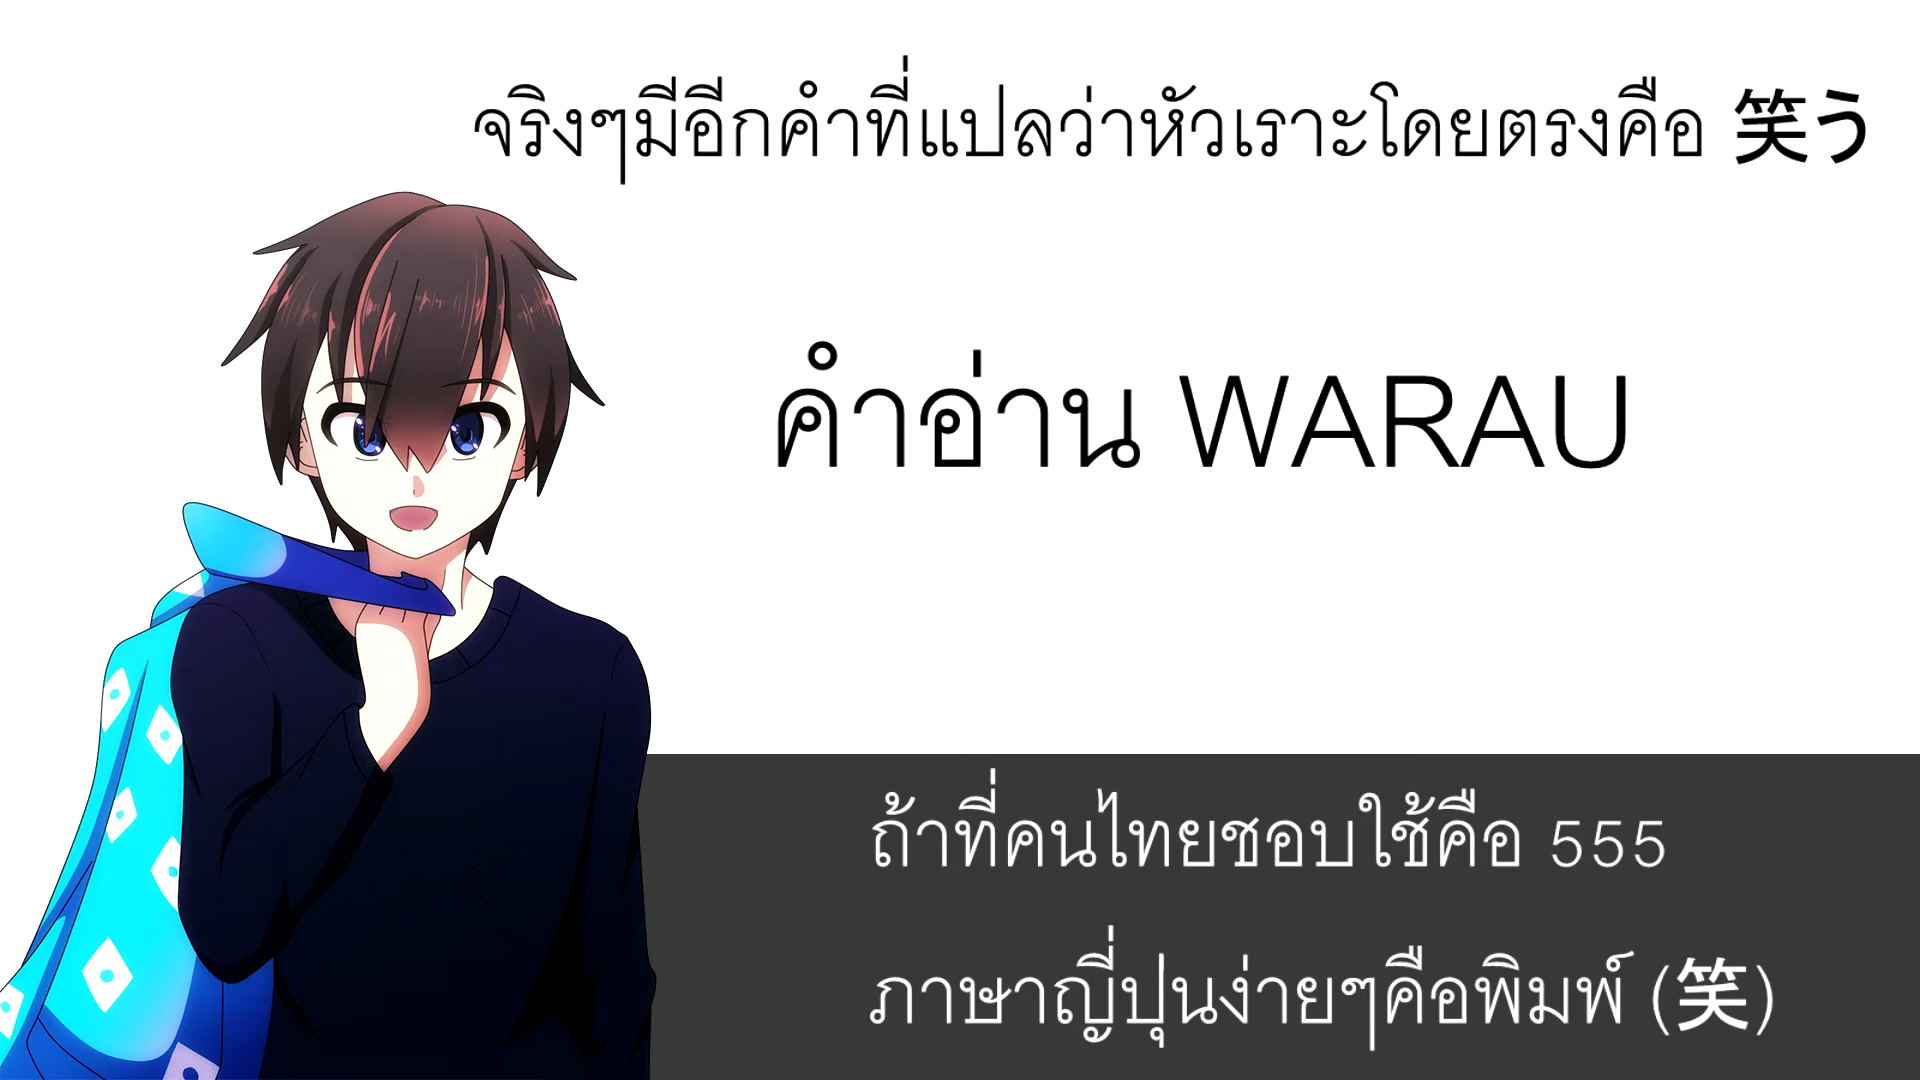 จริงๆมีอีกคำที่แปลว่าหัวเราะโดยตรงคือ 笑う
คำอ่าน WARAU
ถ้าที่คนไทยชอบใช้คือ 555
ภาษาญี่ปุนง่ายๆคือพิมพ์ (笑)